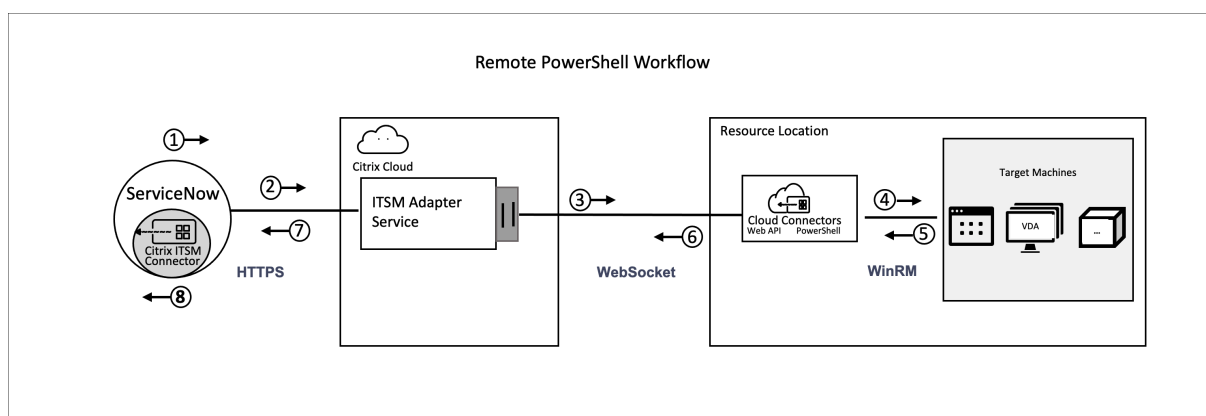 Remote PowerShell Workflow
①
ServiceNow
Citrix ITSM
Connector
⑧
②
⑦
HTTPS
Citrix Cloud
ITSM Adapter
Service
③
⑥
WebSocket
Resource Location
Cloud Connectors
Web API PowerShell
④
⑤
WinRM
Target Machines
VDA
...